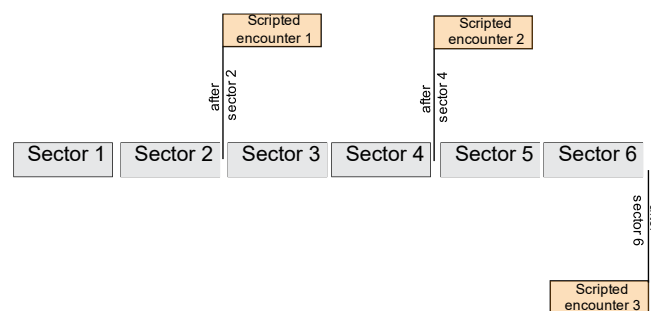 Scripted
encounter 1
Scripted
encounter 2
after
sector 2
after
sector 4
Sector 1
Sector 2
Sector 3
Sector 4
Sector 5
Sector 6
sector 6
Scripted
encounter 3